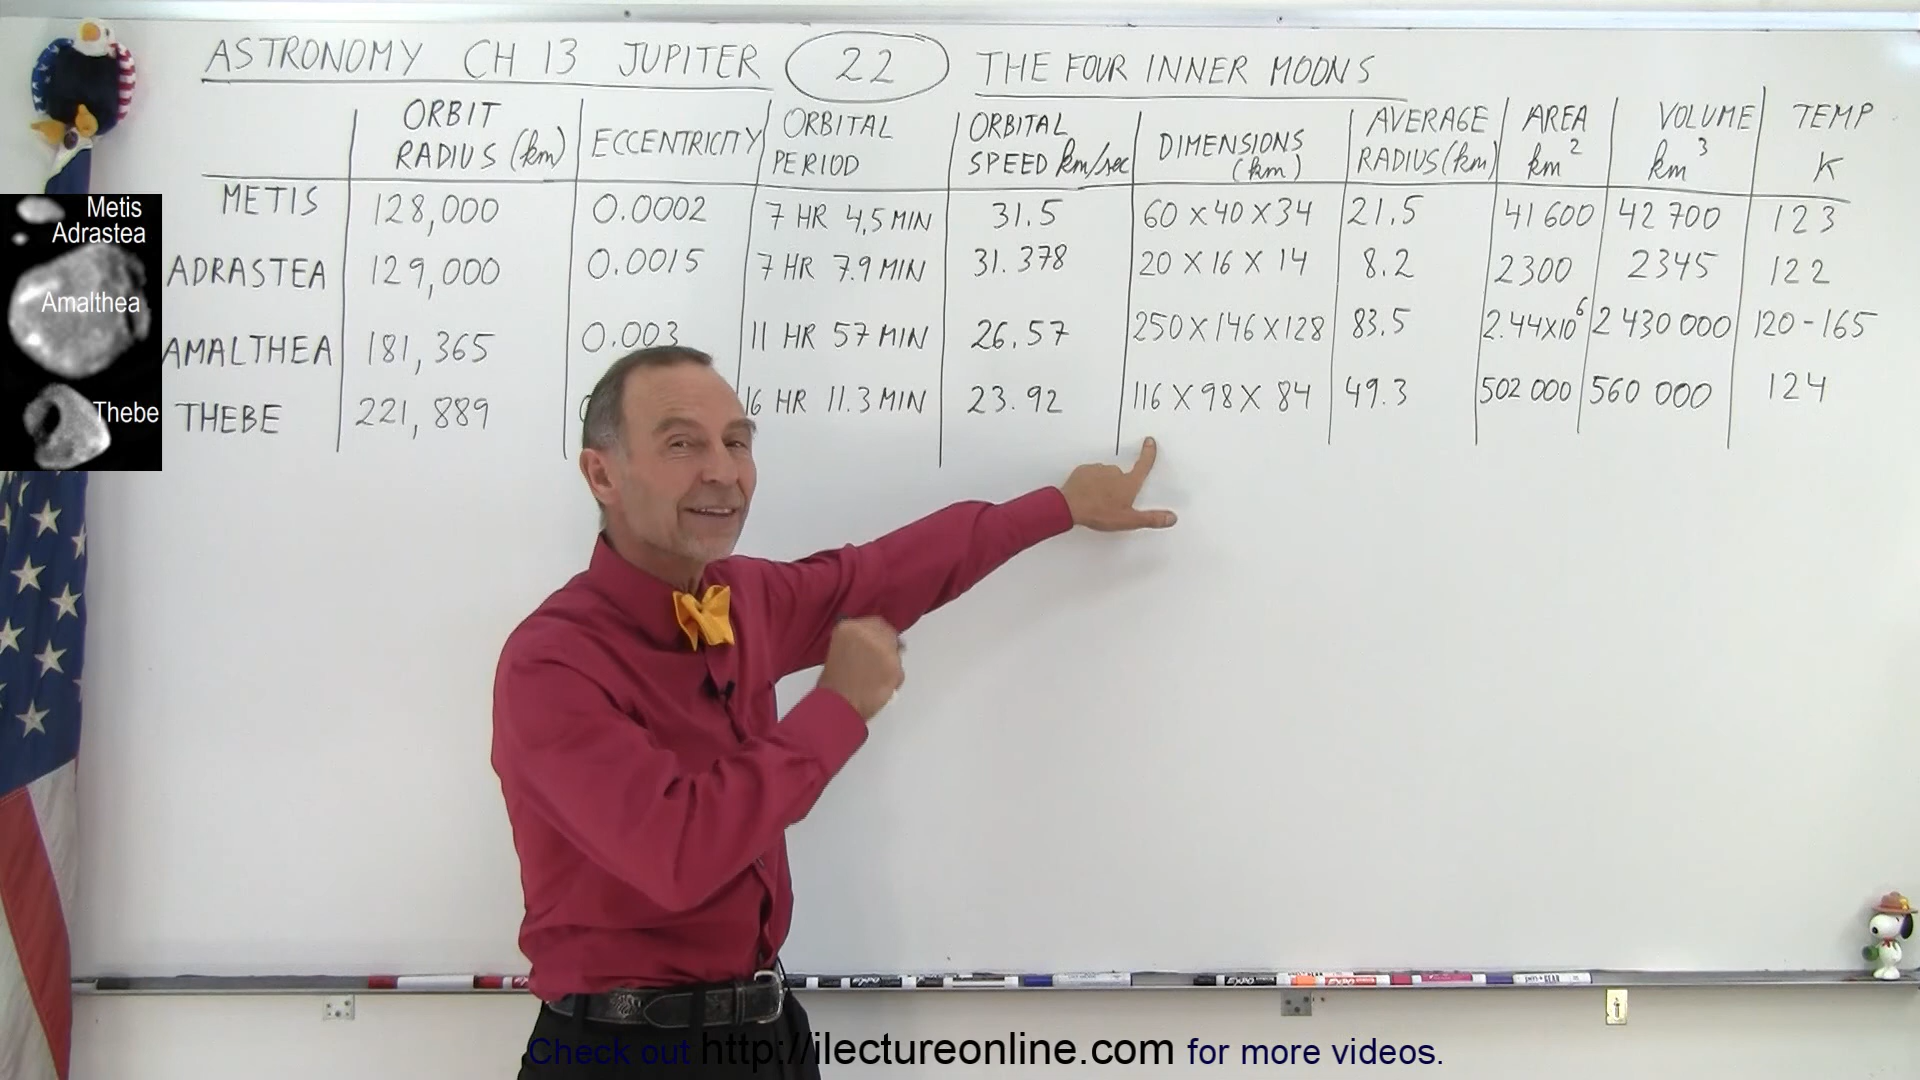 ASTRONOMY CH 13 JUPITER 22 THE FOUR INNER MOONS
ORBIT RADIUS (km) ECCENTRICITY ORBITAL PERIOD ORBITAL SPEED km/sec DIMENSIONS (km) AVERAGE RADIUS (km) AREA km² VOLUME km³ TEMP K
METIS 128,000 0.0002 7 HR 4,5 MIN 31.5 60 X 40 X 34 21.5 41 600 42 700 123
ADRASTEA 129,000 0.0015 7 HR 7.9 MIN 31.378 20 X 16 X 14 8.2 2300 2345 122
AMALTHEA 181,365 0.003 11 HR 57 MIN 26.57 250 X 146 X 128 83.5 2.44X10⁶ 2 430 000 120-165
THEBE 221,889 16 HR 11.3 MIN 23.92 116 X 98 X 84 49.3 502 000 560 000 124
Metis
Adrastea
Amalthea
Thebe
Check out http://ilectureonline.com for more videos.